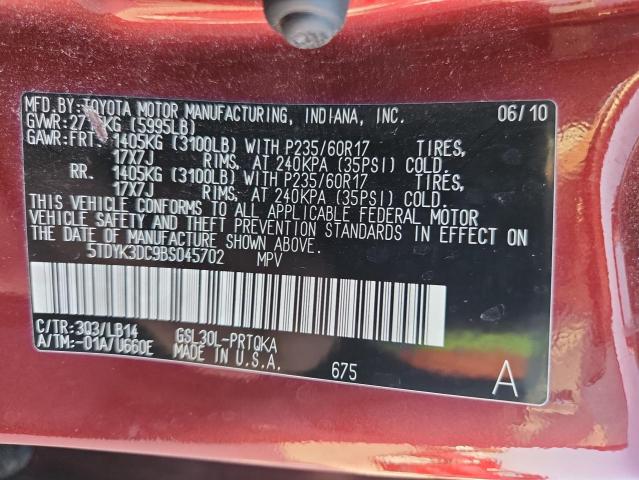 MFD.BY:TOYOTA MOTOR MANUFACTURING, INDIANA, INC. 06/10
GVWR: (5995LB)
GAWR:FRT- 1405KG (3100LB) WITH P235/60R17 TIRES,
17X7J RIMS, AT 240KPA (35PSI) COLD.
RR. 1405KG (3100LB) WITH P235/60R17 TIRES,
17X7J RIMS, AT 240KPA (35PSI) COLD.
THIS VEHICLE CONFORMS TO ALL APPLICABLE FEDERAL MOTOR
VEHICLE SAFETY AND THEFT PREVENTION STANDARDS IN EFFECT ON
THE DATE OF MANUFACTURE SHOWN ABOVE.
5TDYK3DC9BS045702 MPV
C/TR:3Q3/LB14 GSL30L-PRTQKA
A/TM:-01A/U660E MADE IN U.S.A.
675 A